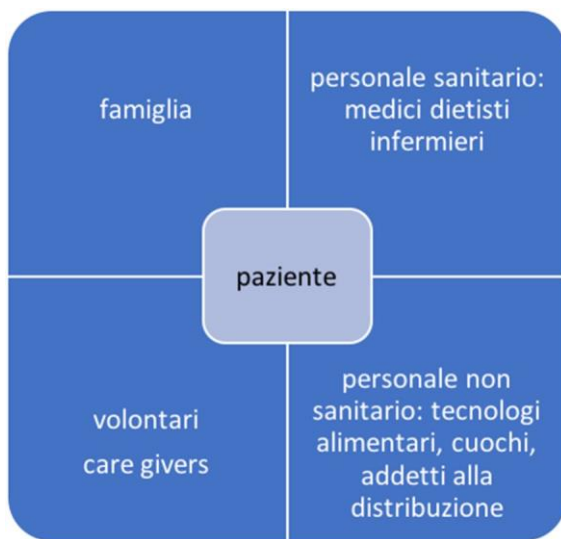 famiglia
personale sanitario:
medici dietisti
infermieri
paziente
volontari
care givers
personale non
sanitario: tecnologi
alimentari, cuochi,
addetti alla
distribuzione